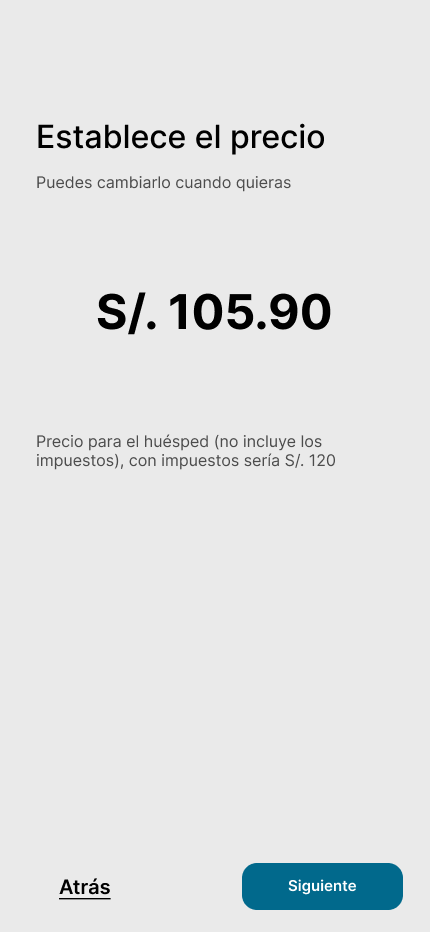 Establece el precio
Puedes cambiarlo cuando quieras
S/. 105.90
Precio para el huésped (no incluye los
impuestos), con impuestos sería S/. 120
Atrás
Siguiente